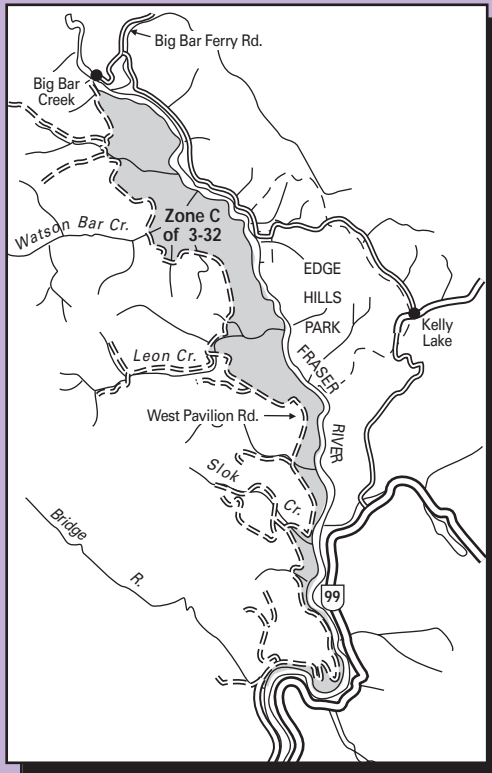 Big Bar Ferry Rd.
Big Bar
Creek
Zone C
of 3-32
Watson Bar Cr.
EDGE
HILLS
PARK
Kelly
Lake
FRASER
RIVER
Leon Cr.
West Pavilion Rd.
Slok
Cr.
Bridge
R.
99